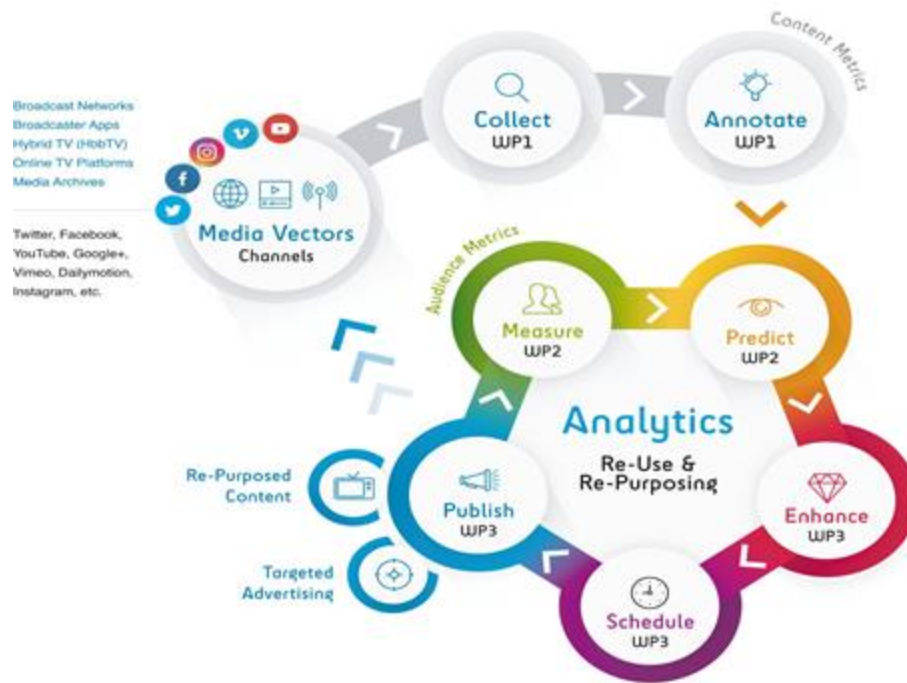 Content Metrics
Collect
WP1
Annotate
WP1
Broadcast Networks
Broadcaster Apps
Hybrid TV (HbbTV)
Online TV Platforms
Media Archives
Twitter, Facebook,
YouTube, Google+,
Vimeo, Dailymotion,
Instagram, etc.
Media Vectors
Channels
Audience Metrics
Measure
WP2
Predict
WP2
Analytics
Re-Use &
Re-Purposing
Re-Purposed
Content
Publish
WP3
Enhance
WP3
Targeted
Advertising
Schedule
WP3